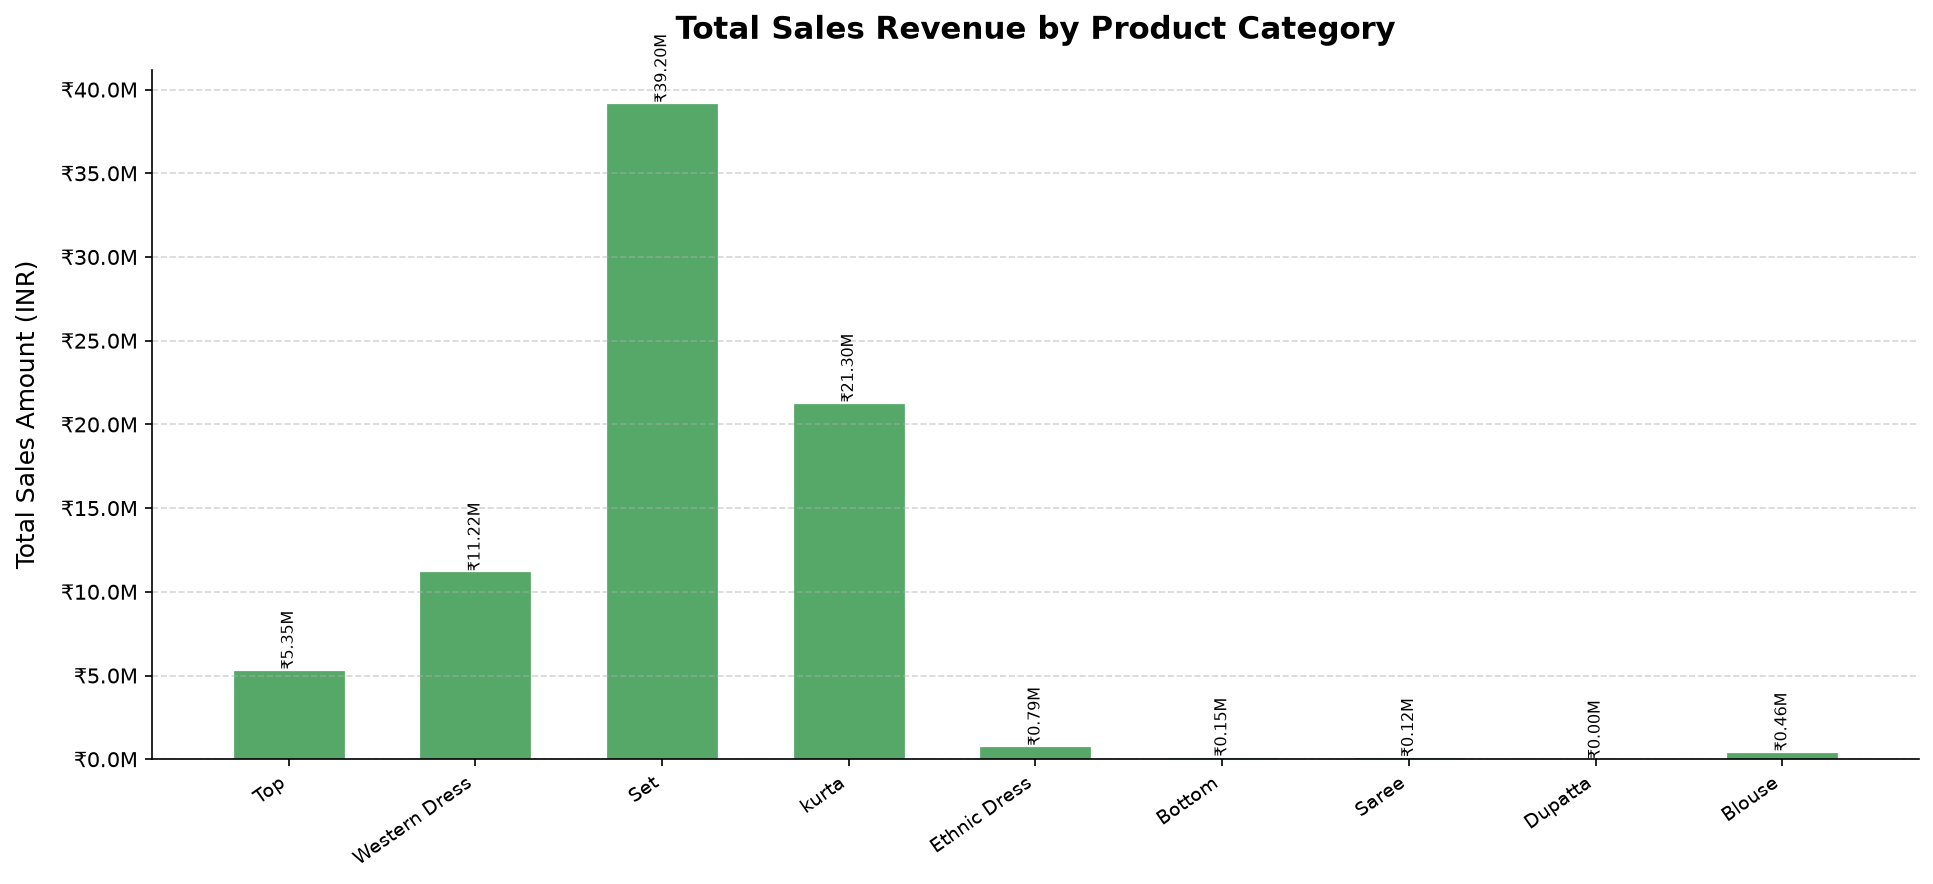 Total Sales Revenue by Product Category
Total Sales Amount (INR)
₹40.0M
₹35.0M
₹30.0M
₹25.0M
₹20.0M
₹15.0M
₹10.0M
₹5.0M
₹0.0M
₹5.35M
₹11.22M
₹39.20M
₹21.30M
₹0.79M
₹0.15M
₹0.12M
₹0.00M
₹0.46M
Top
Western Dress
Set
kurta
Ethnic Dress
Bottom
Saree
Dupatta
Blouse